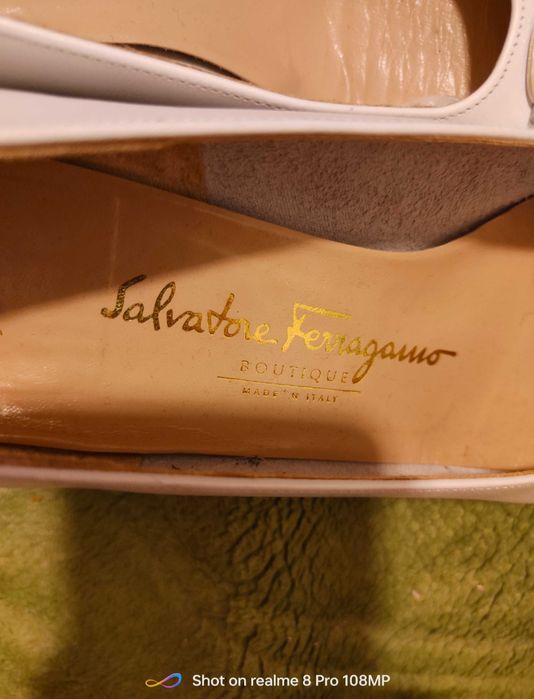 Salvatore Ferragamo
BOUTIQUE
MADE IN ITALY
Shot on realme 8 Pro 108MP